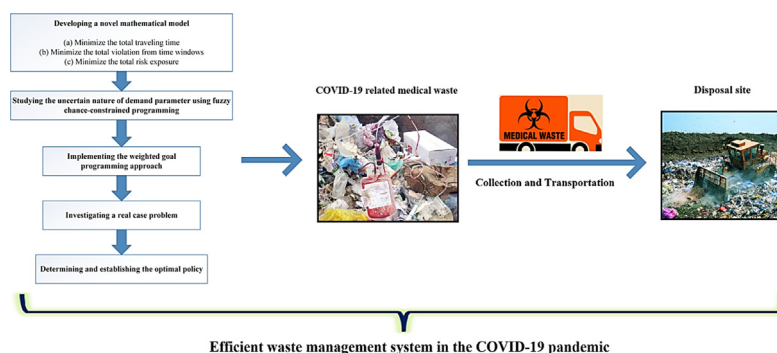 Developing a novel mathematical model
(a) Minimize the total traveling time
(b) Minimize the total violation from time windows
(c) Minimize the total risk exposure
Studying the uncertain nature of demand parameter using fuzzy
chance-constrained programming
Implementing the weighted goal
programming approach
Investigating a real case problem
Determining and establishing the optimal policy
COVID-19 related medical waste
MEDICAL WASTE
Collection and Transportation
Disposal site
Efficient waste management system in the COVID-19 pandemic